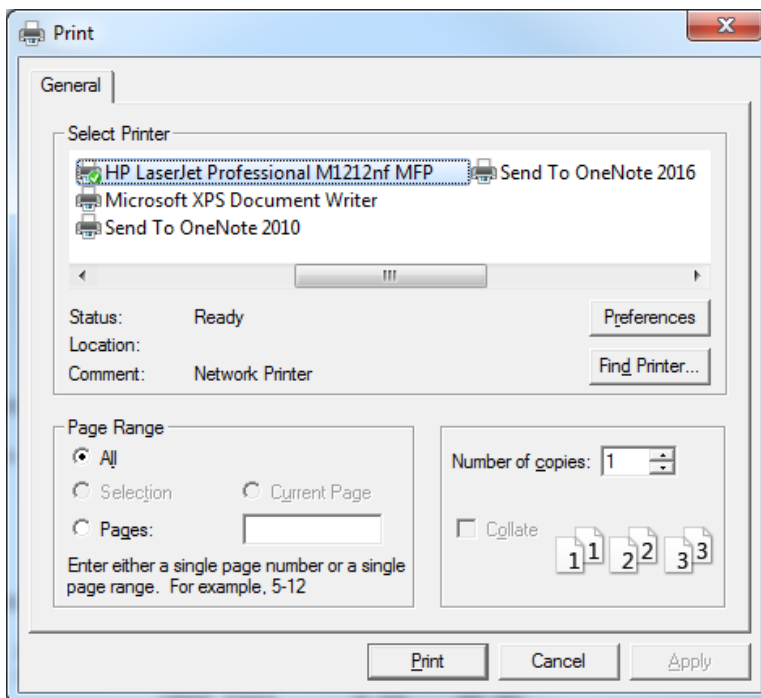 Print
General
Select Printer
HP LaserJet Professional M1212nf MFP Send To OneNote 2016
Microsoft XPS Document Writer
Send To OneNote 2010
Status: Ready Preferences
Location:
Comment: Network Printer Find Printer...
Page Range
All Number of copies: 1
Selection Current Page
Pages: Collate
1 1 2 2 3 3
Enter either a single page number or a single
page range. For example, 5-12
Print Cancel Apply